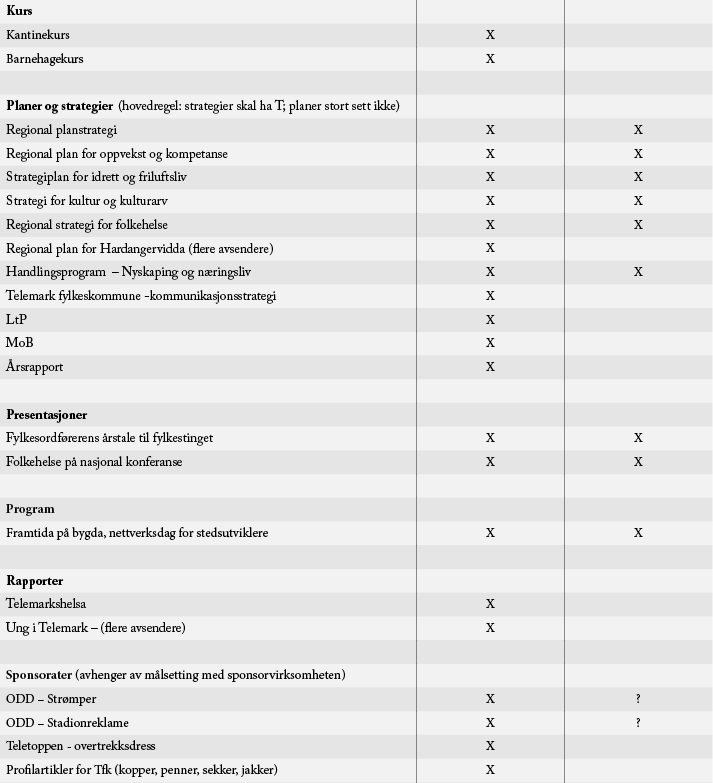 Kurs
Kantinekurs X
Barnehagekurs X
Planer og strategier (hovedregel: strategier skal ha T; planer stort sett ikke)
Regional planstrategi X X
Regional plan for oppvekst og kompetanse X X
Strategiplan for idrett og friluftsliv X X
Strategi for kultur og kulturarv X X
Regional strategi for folkehelse X X
Regional plan for Hardangervidda (flere avsendere) X
Handlingsprogram – Nyskaping og næringsliv X X
Telemark fylkeskommune -kommunikasjonsstrategi X
LtP X
MoB X
Årsrapport X
Presentasjoner
Fylkesordførerens årstale til fylkestinget X X
Folkehelse på nasjonal konferanse X X
Program
Framtida på bygda, nettverksdag for stedsutviklere X X
Rapporter
Telemarkshelsa X
Ung i Telemark – (flere avsendere) X
Sponsorater (avhenger av målsetting med sponsorvirksomheten)
ODD – Strømper X ?
ODD – Stadionreklame X ?
Teletoppen - overtrekksdress X
Profilartikler for Tfk (kopper, penner, sekker, jakker) X